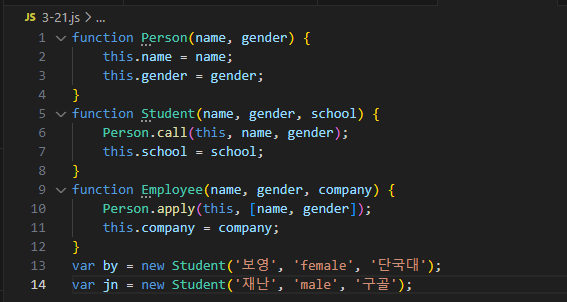 JS 3-21.js > ...
1 function Person(name, gender) {
2 this.name = name;
3 this.gender = gender;
4 }
5 function Student(name, gender, school) {
6 Person.call(this, name, gender);
7 this.school = school;
8 }
9 function Employee(name, gender, company) {
10 Person.apply(this, [name, gender]);
11 this.company = company;
12 }
13 var by = new Student('보영', 'female', '단국대');
14 var jn = new Student('재난', 'male', '구골');